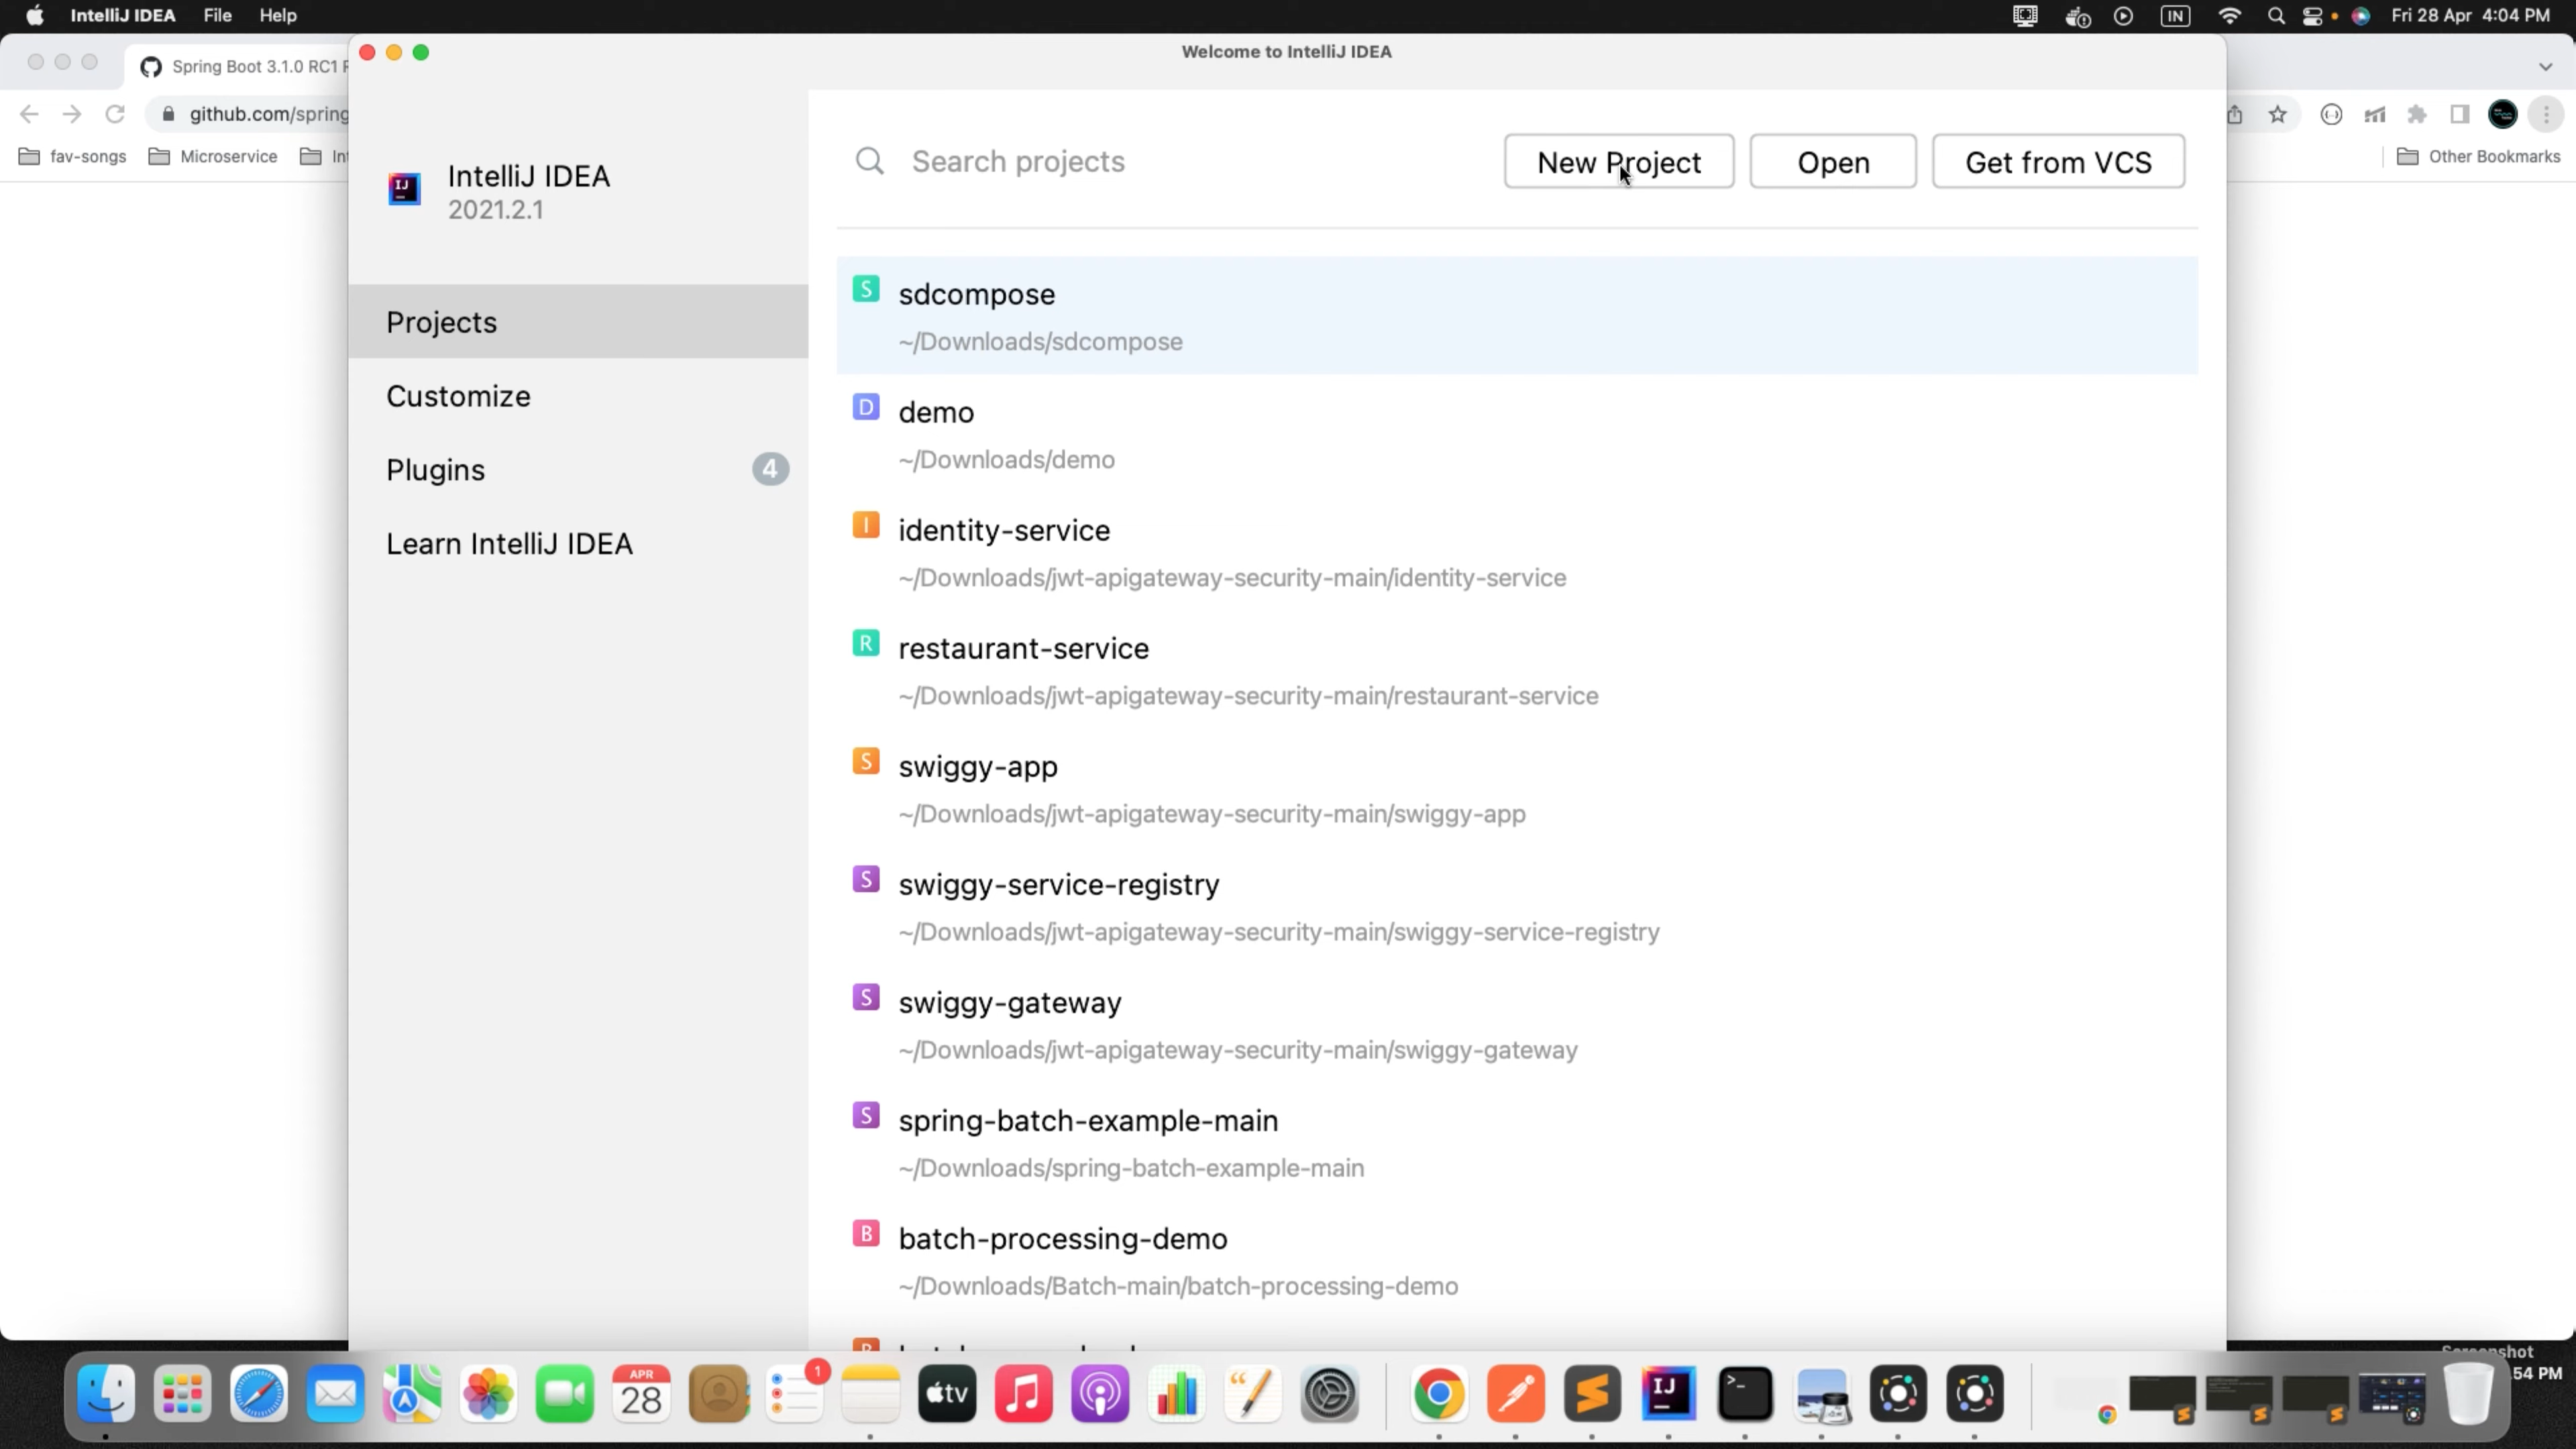 IntelliJ IDEA File Help
IN
Fri 28 Apr 4:04 PM
Spring Boot 3.1.0 RC1
Welcome to IntelliJ IDEA
github.com/spring
fav-songs
Microservice
Other Bookmarks
IntelliJ IDEA
2021.2.1
Search projects
New Project
Open
Get from VCS
Projects
Customize
Plugins
4
Learn IntelliJ IDEA
S
sdcompose
~/Downloads/sdcompose
D
demo
~/Downloads/demo
I
identity-service
~/Downloads/jwt-apigateway-security-main/identity-service
R
restaurant-service
~/Downloads/jwt-apigateway-security-main/restaurant-service
S
swiggy-app
~/Downloads/jwt-apigateway-security-main/swiggy-app
S
swiggy-service-registry
~/Downloads/jwt-apigateway-security-main/swiggy-service-registry
S
swiggy-gateway
~/Downloads/jwt-apigateway-security-main/swiggy-gateway
S
spring-batch-example-main
~/Downloads/spring-batch-example-main
B
batch-processing-demo
~/Downloads/Batch-main/batch-processing-demo
Screenshot
.54 PM
APR
28
1
tv
IJ